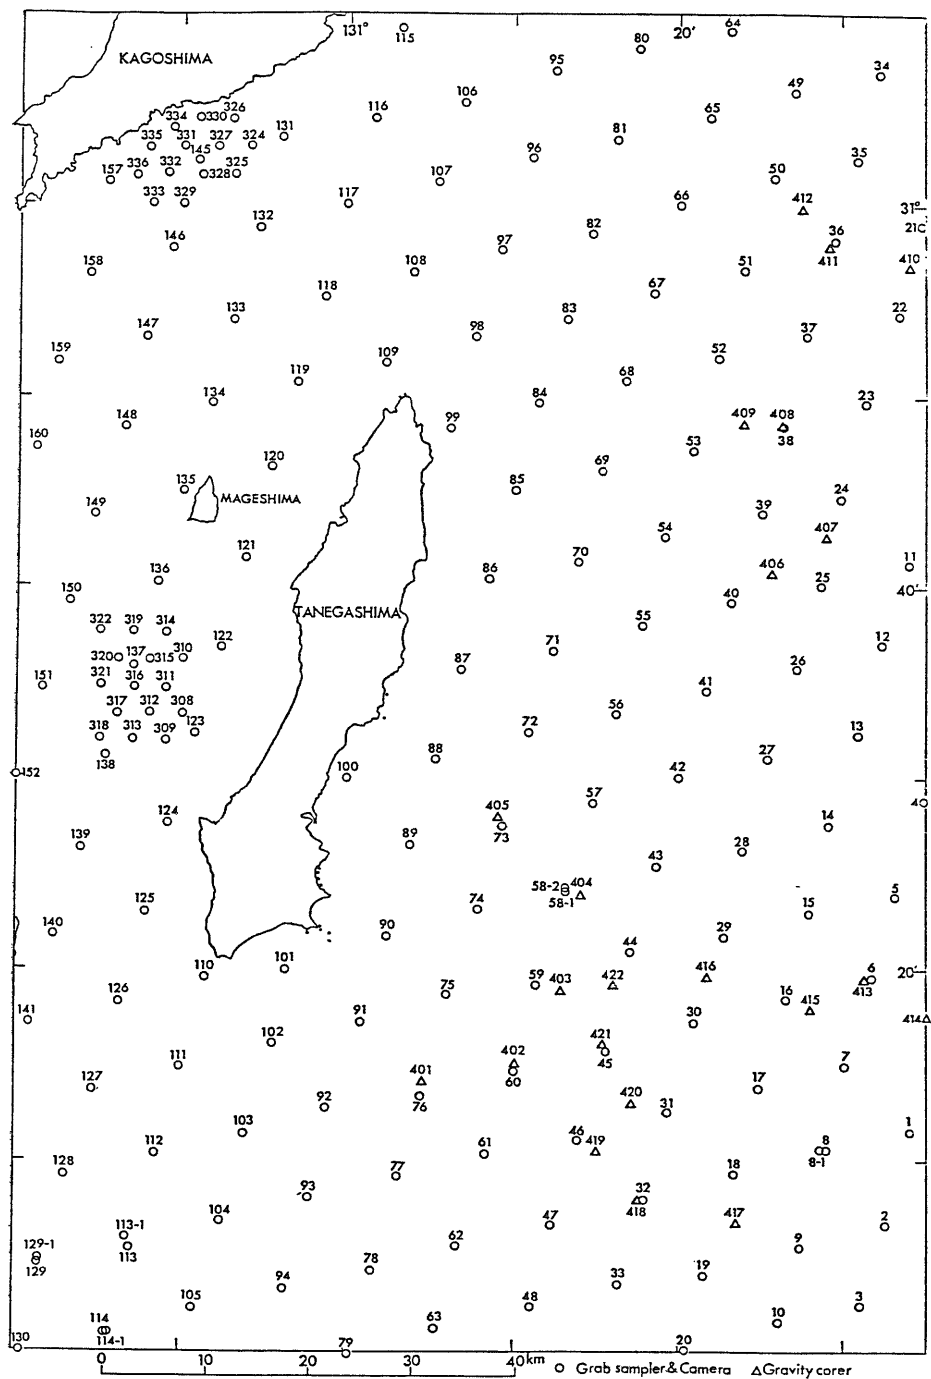 131° 115 20' 64
80
KAGOSHIMA
95 34
106 49
334 330 326 116 65
335 331 327 324 131 81
145 96
157 336 332 328 325 107 50 35
333 329 117 66 412
31°
132 82 36 21C
146 97 411 410
158 108 51
118 67
133 83 22
147 98 37
159 109 52
119 68
134 84 23
148 99 409 408
160 38
120 53
69
135 85
MAGESHIMA
149 39 24
54 407
121 70 11
136 86 406 25
150 40 40'
TANEGASHIMA
322 319 314 55
122 12
320 137 315 310 71
151 321 316 311 87 26
41
317 312 308 56
318 313 309 123 72 13
138 88 27
152 100 42
57 40
124 405 14
73
139 89 28
43
58-2 404
58-1 5
125 74 15
140 90 29
44
110 101 20'
59 403 422 416 6
126 75 16 415 413
141 91 30 414
102 421
111 402 45
401 60 7
127 76 17
92 420
103 31 1
112 61 46 419 8
8-1
128 77 18
93 32
418 417
104 47 2
113-1 62 9
129-1 113
129 78
94 19
105 33
48 3
114 63 10
130 114-1 79 20
0 10 20 30 40km
Grab sampler & Camera Gravity corer